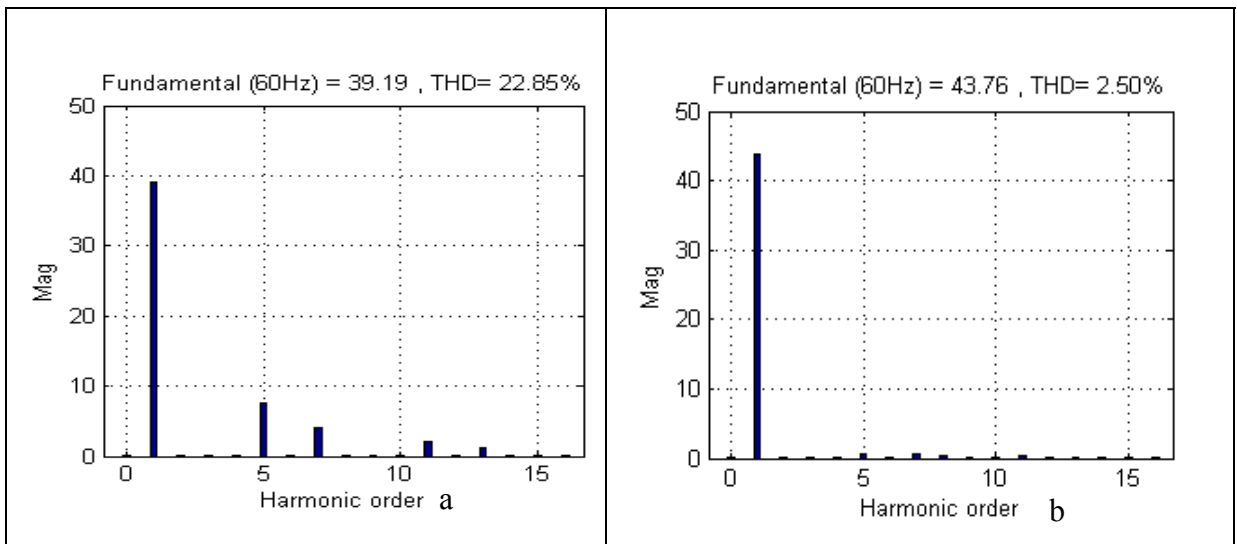 Fundamental (60Hz) = 39.19 , THD= 22.85%
50
40
30
20
10
0
Mag
0 5 10 15
Harmonic order a
Fundamental (60Hz) = 43.76 , THD= 2.50%
50
40
30
20
10
0
Mag
0 5 10 15
Harmonic order b